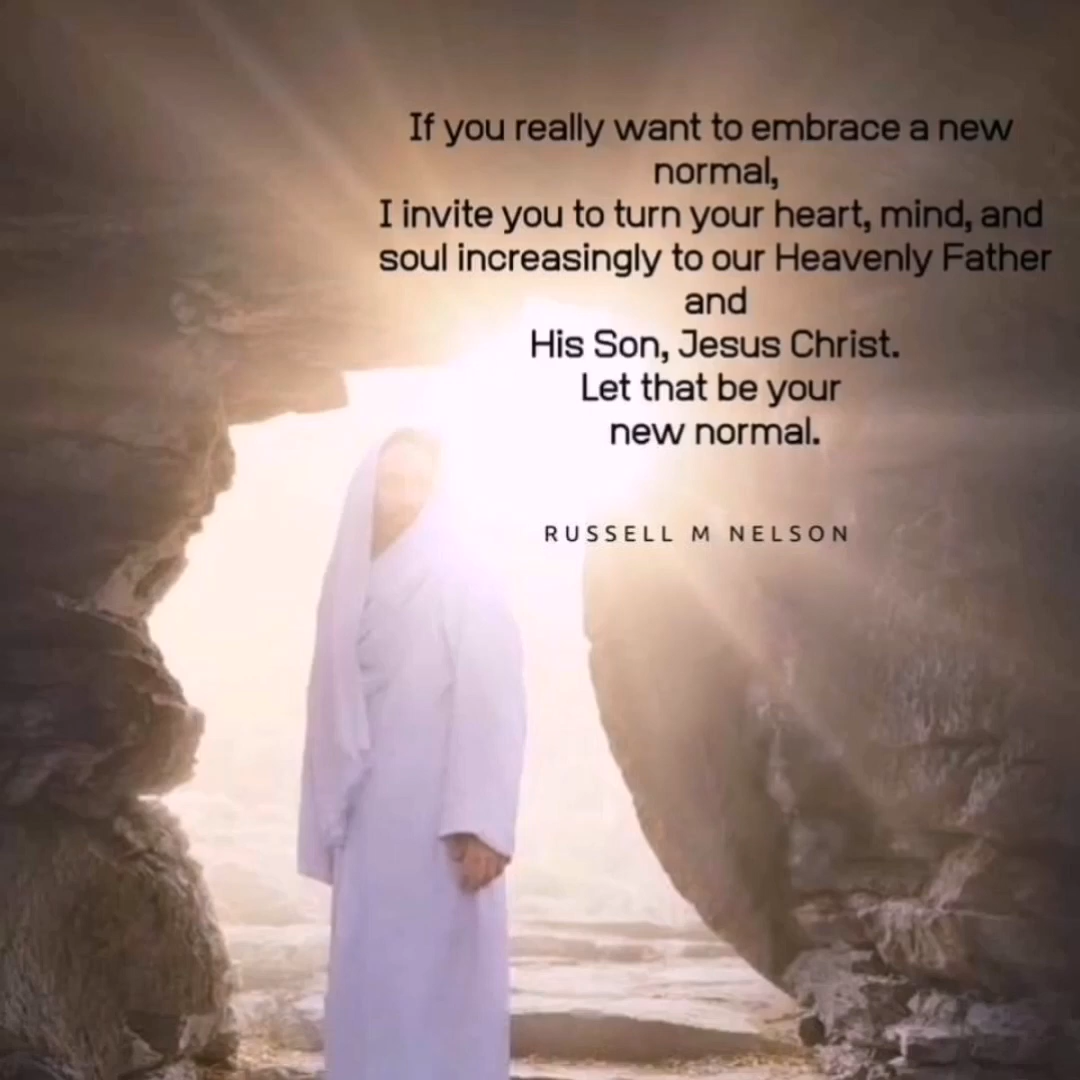 If you really want to embrace a new
normal,
I invite you to turn your heart, mind, and
soul increasingly to our Heavenly Father
and
His Son, Jesus Christ.
Let that be your
new normal.
RUSSELL M NELSON